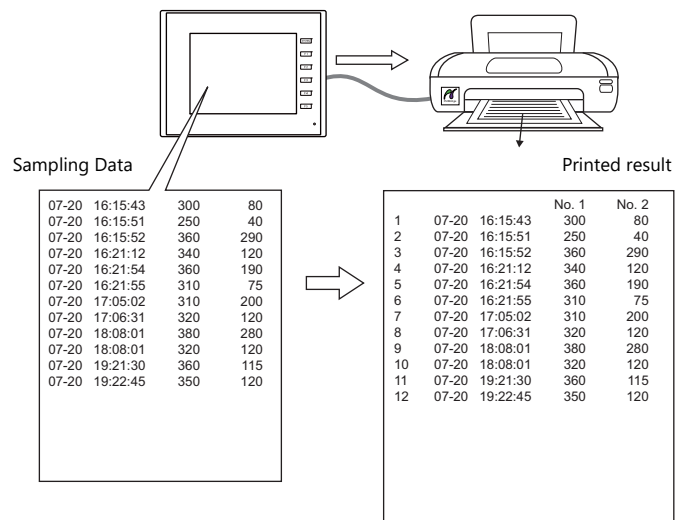 Sampling Data
07-20 16:15:43 300 80
07-20 16:15:51 250 40
07-20 16:15:52 360 290
07-20 16:21:12 340 120
07-20 16:21:54 360 190
07-20 16:21:55 310 75
07-20 17:05:02 310 200
07-20 17:06:31 320 120
07-20 18:08:01 380 280
07-20 18:08:01 320 120
07-20 19:21:30 360 115
07-20 19:22:45 350 120
Printed result
No. 1 No. 2
1 07-20 16:15:43 300 80
2 07-20 16:15:51 250 40
3 07-20 16:15:52 360 290
4 07-20 16:21:12 340 120
5 07-20 16:21:54 360 190
6 07-20 16:21:55 310 75
7 07-20 17:05:02 310 200
8 07-20 17:06:31 320 120
9 07-20 18:08:01 380 280
10 07-20 18:08:01 320 120
11 07-20 19:21:30 360 115
12 07-20 19:22:45 350 120